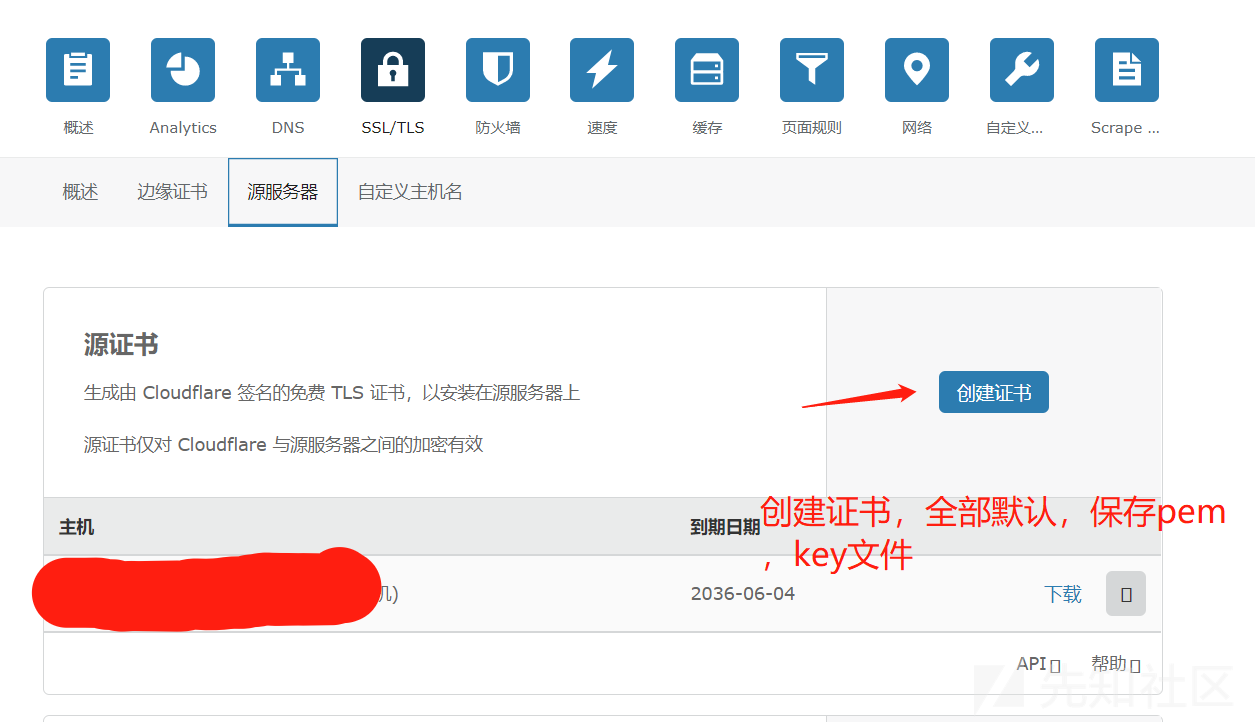 概述 Analytics DNS SSL/TLS 防火墙 速度 缓存 页面规则 网络 自定义... Scrape ...
概述 边缘证书 源服务器 自定义主机名
源证书
生成由 Cloudflare 签名的免费 TLS 证书，以安装在源服务器上
创建证书
源证书仅对 Cloudflare 与源服务器之间的加密有效
创建证书，全部默认，保存pem
，key文件
主机 到期日期
机) 2036-06-04 下载
API 帮助
先知社区